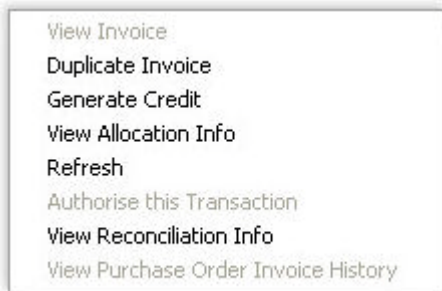 View Invoice
Duplicate Invoice
Generate Credit
View Allocation Info
Refresh
Authorise this Transaction
View Reconciliation Info
View Purchase Order Invoice History